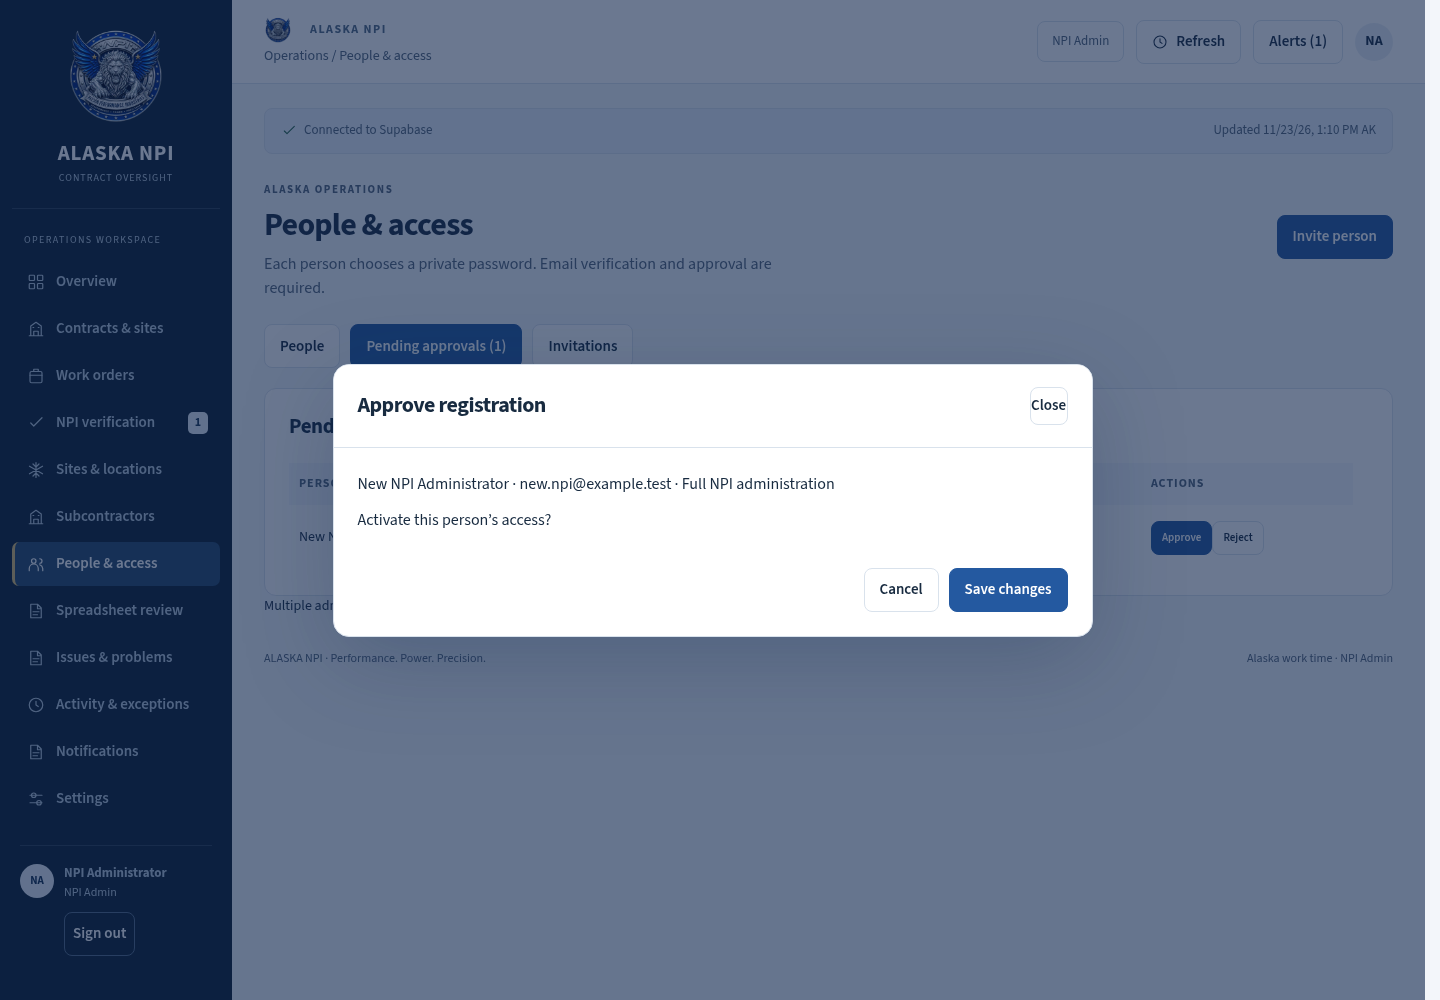 ALASKA NPI
CONTRACT OVERSIGHT
OPERATIONS WORKSPACE
Overview
Contracts & sites
Work orders
NPI verification 1
Sites & locations
Subcontractors
People & access
Spreadsheet review
Issues & problems
Activity & exceptions
Notifications
Settings
NA
NPI Administrator
NPI Admin
Sign out
ALASKA NPI
Operations / People & access
NPI Admin
Refresh
Alerts (1)
NA
Connected to Supabase
Updated 11/23/26, 1:10 PM AK
ALASKA OPERATIONS
People & access
Each person chooses a private password. Email verification and approval are
required.
Invite person
People
Pending approvals (1)
Invitations
Pend
PERS
ACTIONS
New N
Approve
Reject
Multiple adr
Approve registration
Close
New NPI Administrator · new.npi@example.test · Full NPI administration
Activate this person’s access?
Cancel
Save changes
ALASKA NPI · Performance. Power. Precision.
Alaska work time · NPI Admin